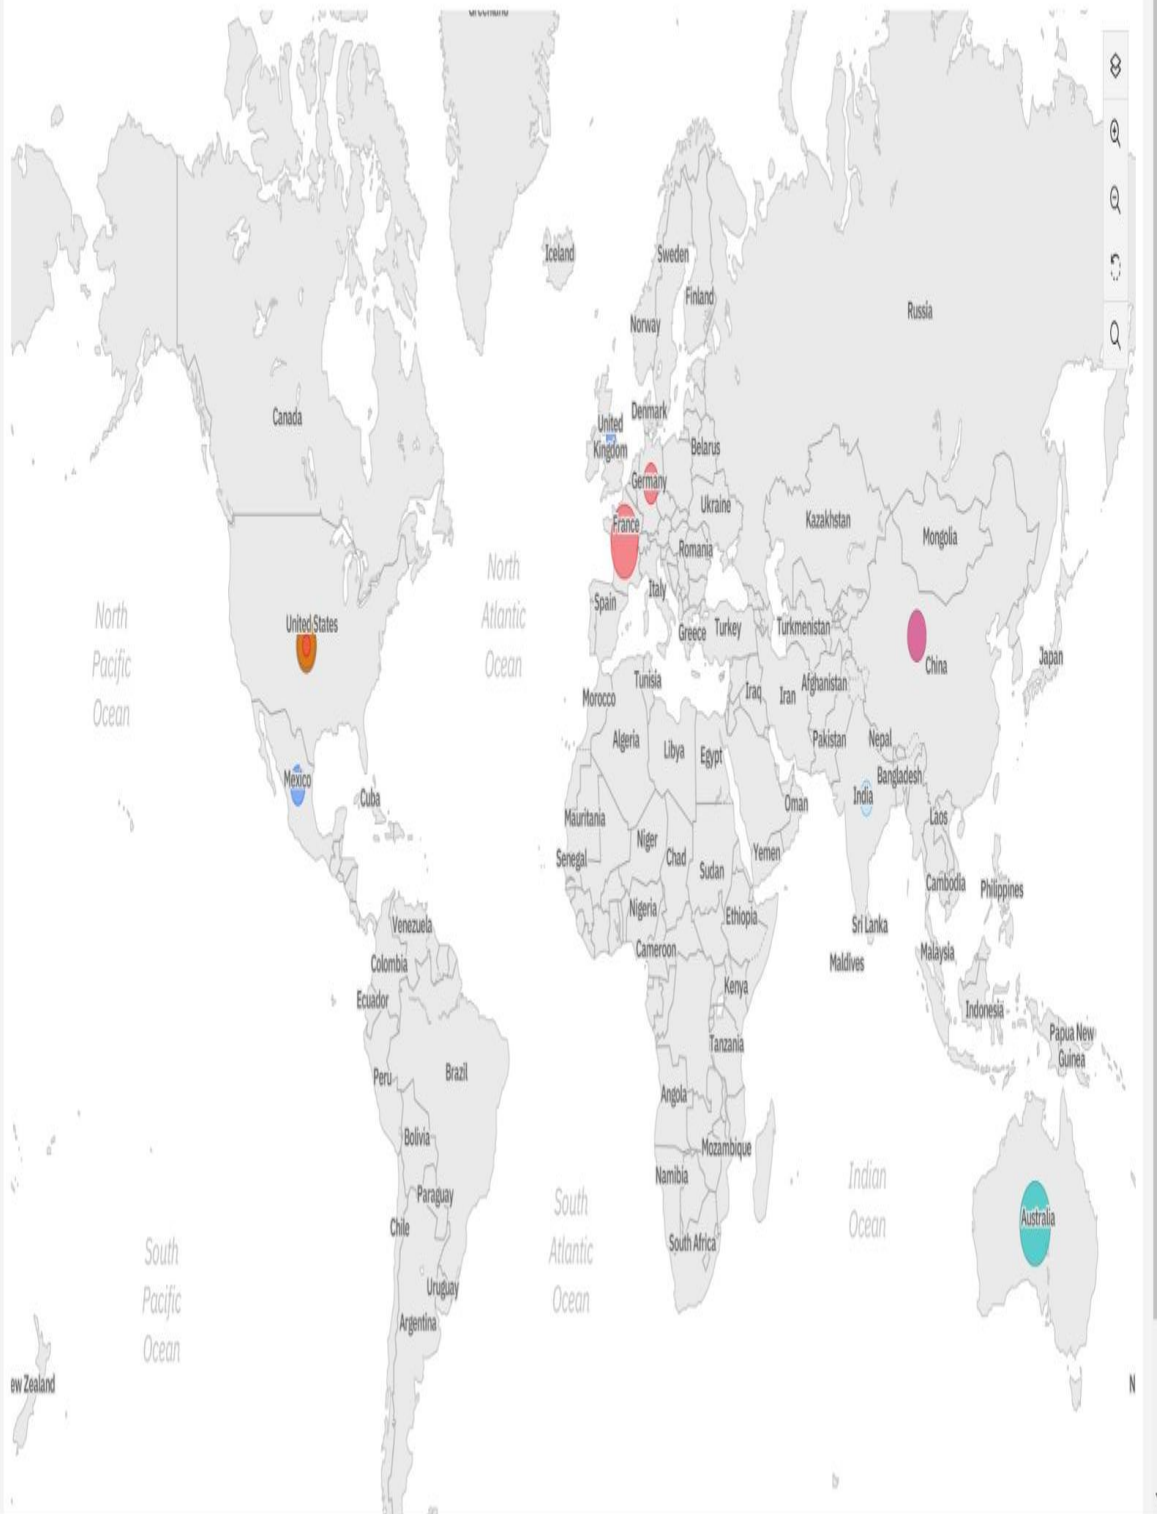 Greenland
Iceland
Sweden
Finland
Norway
Russia
Canada
United
Kingdom
Denmark
Belarus
Germany
Ukraine
France
Kazakhstan
Mongolia
Romania
North
Atlantic
Ocean
Italy
Spain
Greece
Turkey
Turkmenistan
North
Pacific
Ocean
United States
China
Japan
Tunisia
Morocco
Iraq
Iran
Afghanistan
Algeria
Libya
Egypt
Pakistan
Nepal
Bangladesh
Mexico
Cuba
India
Oman
Mauritania
Niger
Chad
Laos
Senegal
Sudan
Yemen
Cambodia
Philippines
Nigeria
Ethiopia
Venezuela
Sri Lanka
Cameroon
Malaysia
Colombia
Maldives
Ecuador
Kenya
Indonesia
Papua New
Guinea
Tanzania
Peru
Brazil
Angola
Bolivia
Mozambique
Namibia
Indian
Ocean
Paraguay
South
Atlantic
Ocean
Chile
Australia
South Africa
South
Pacific
Ocean
Uruguay
Argentina
ew Zealand
N